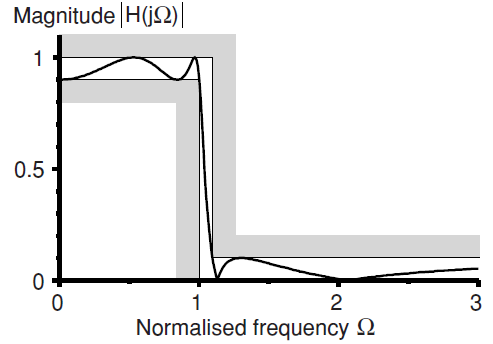 Magnitude |H(jΩ)|
1
0.5
0
0 1 2 3
Normalised frequency Ω